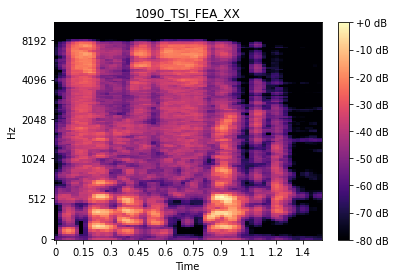 1090_TSI_FEA_XX
+0 dB
8192
-10 dB
4096
-20 dB
-30 dB
2048
Hz
-40 dB
1024
-50 dB
512
-60 dB
-70 dB
0
-80 dB
0 0.15 0.3 0.45 0.6 0.75 0.9 1.1 1.2 1.4
Time